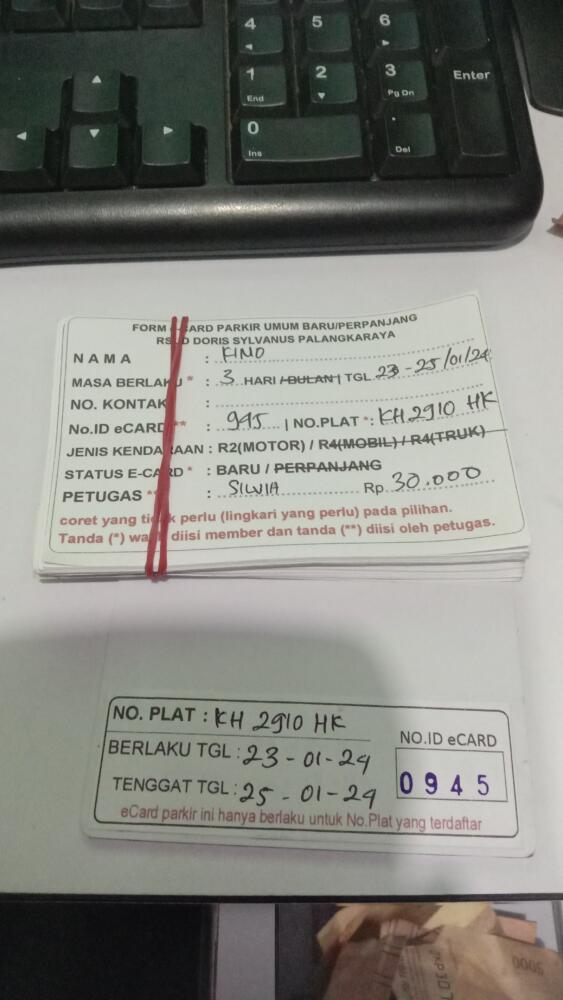 4 5 6
1 2 3 Enter
End Pg Dn
0 .
Ins Del
FORM CARD PARKIR UMUM BARU/PERPANJANG
DORIS SYLVANUS PALANGKARAYA
NAMA : KINO
MASA BERLAKU * : 3 HARI /BULAN | TGL 23 - 25/01/24
NO. KONTAK :
No.ID eCARD ** : 945 | NO.PLAT *: KH 2910 HK
JENIS KENDARAAN : R2(MOTOR) / R4(MOBIL) / R4(TRUK)
STATUS E-CARD * : BARU / PERPANJANG
PETUGAS ** : SILVIA Rp 30.000
coret yang perlu (lingkari yang perlu) pada pilihan.
Tanda (*) diisi member dan tanda (**) diisi oleh petugas.
NO. PLAT : KH 2910 HK
BERLAKU TGL : 23 - 01 - 24
TENGGAT TGL : 25 - 01 - 24
NO.ID eCARD
0945
eCard parkir ini hanya berlaku untuk No.Plat yang terdaftar